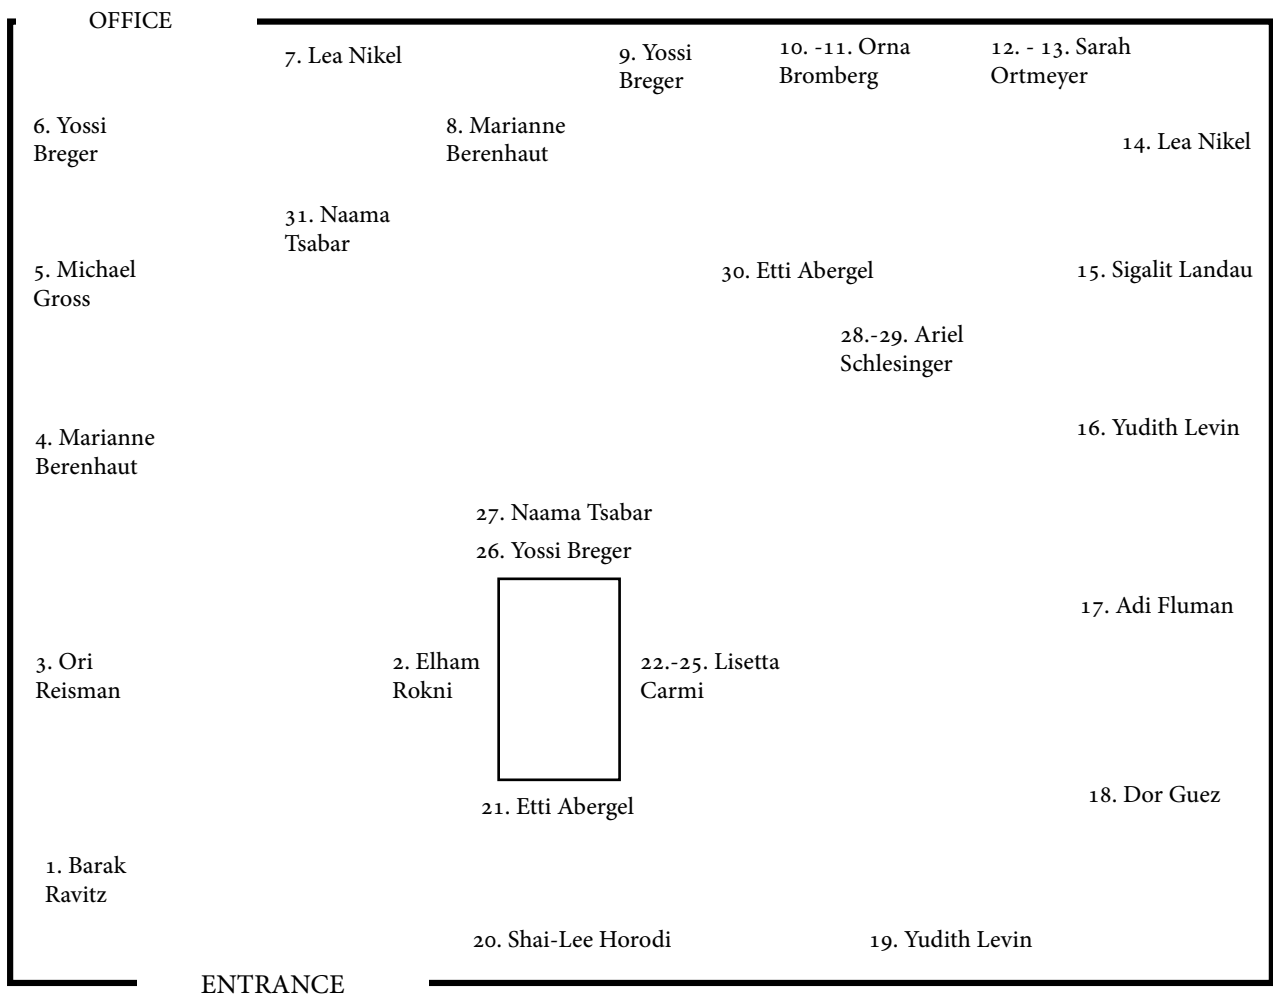 OFFICE
7. Lea Nikel
9. Yossi
Breger
10. -11. Orna
Bromberg
12. - 13. Sarah
Ortmeyer
6. Yossi
Breger
8. Marianne
Berenhaut
14. Lea Nikel
31. Naama
Tsabar
5. Michael
Gross
30. Etti Abergel
15. Sigalit Landau
28.-29. Ariel
Schlesinger
4. Marianne
Berenhaut
16. Yudith Levin
27. Naama Tsabar
26. Yossi Breger
17. Adi Fluman
3. Ori
Reisman
2. Elham
Rokni
22.-25. Lisetta
Carmi
21. Etti Abergel
18. Dor Guez
1. Barak
Ravitz
20. Shai-Lee Horodi
19. Yudith Levin
ENTRANCE